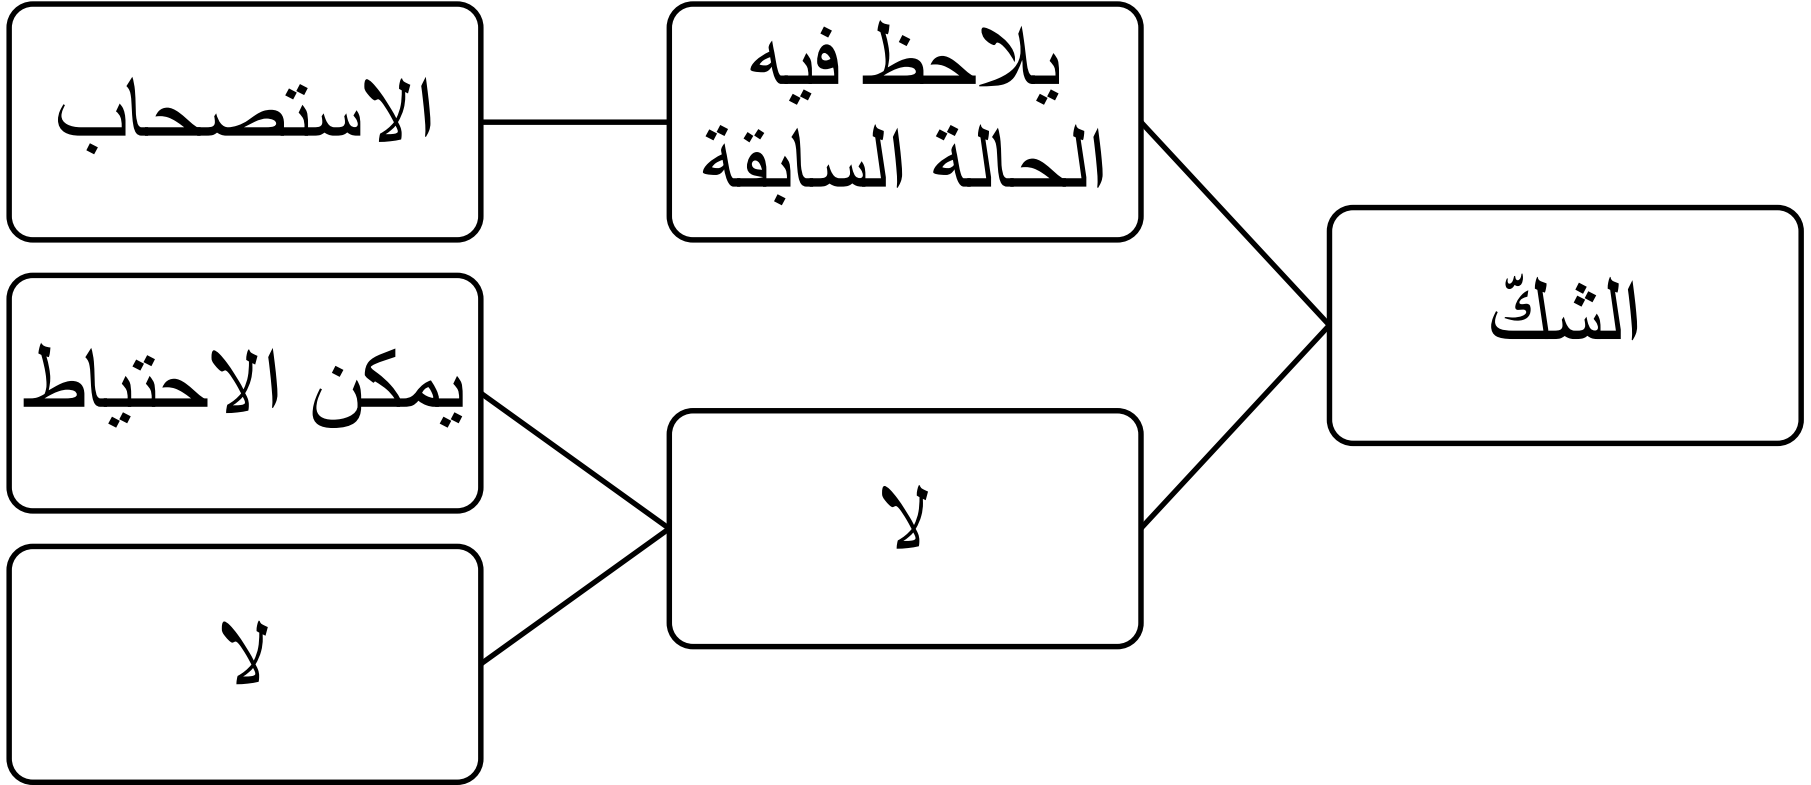 الشكّ
يلاحظ فيه
الحالة السابقة
الاستصحاب
لا
يمكن الاحتياط
لا